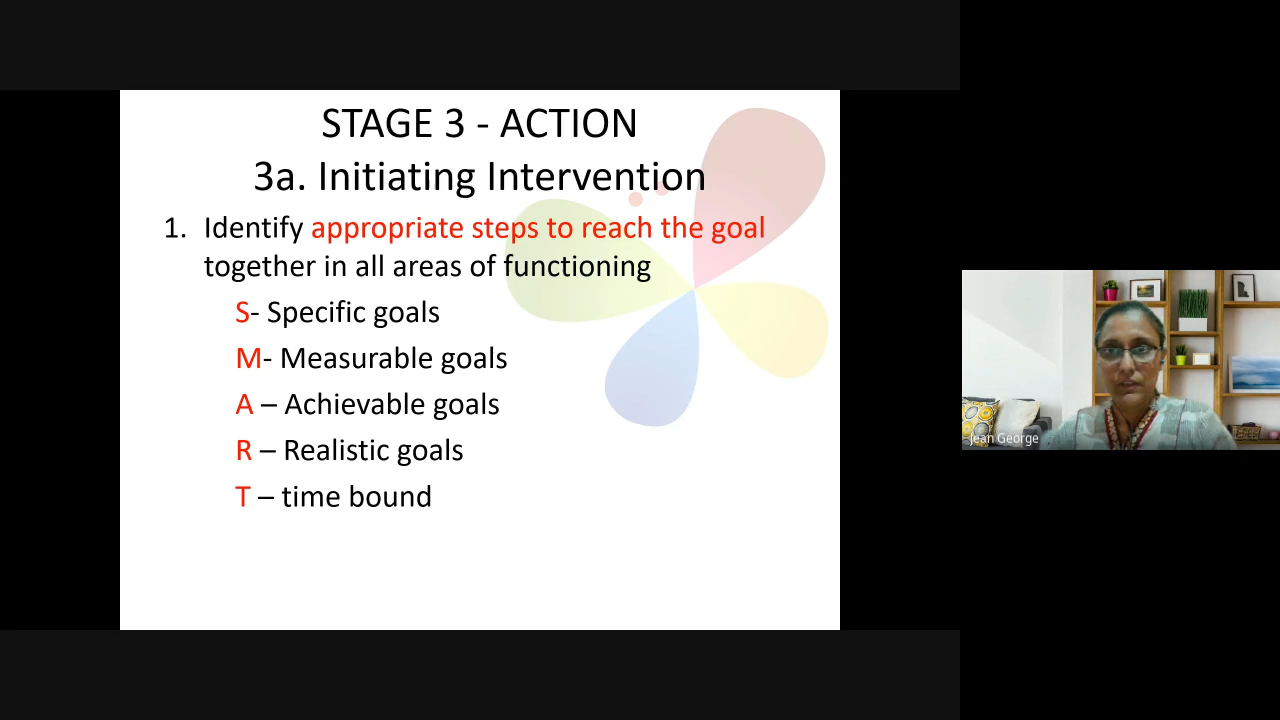 STAGE 3 - ACTION
3a. Initiating Intervention
1. Identify appropriate steps to reach the goal
together in all areas of functioning
S- Specific goals
M- Measurable goals
A – Achievable goals
R – Realistic goals
T – time bound
Jean George